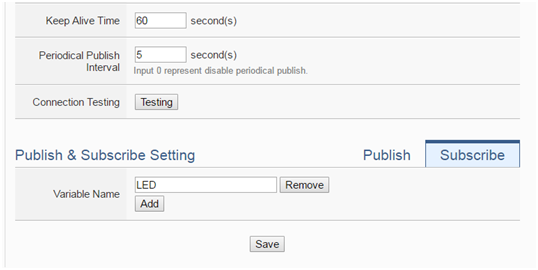 Keep Alive Time 60 second(s)
Periodical Publish Interval 5 second(s)
Input 0 represent disable periodical publish.
Connection Testing Testing
Publish & Subscribe Setting Publish Subscribe
Variable Name LED Remove
Add
Save